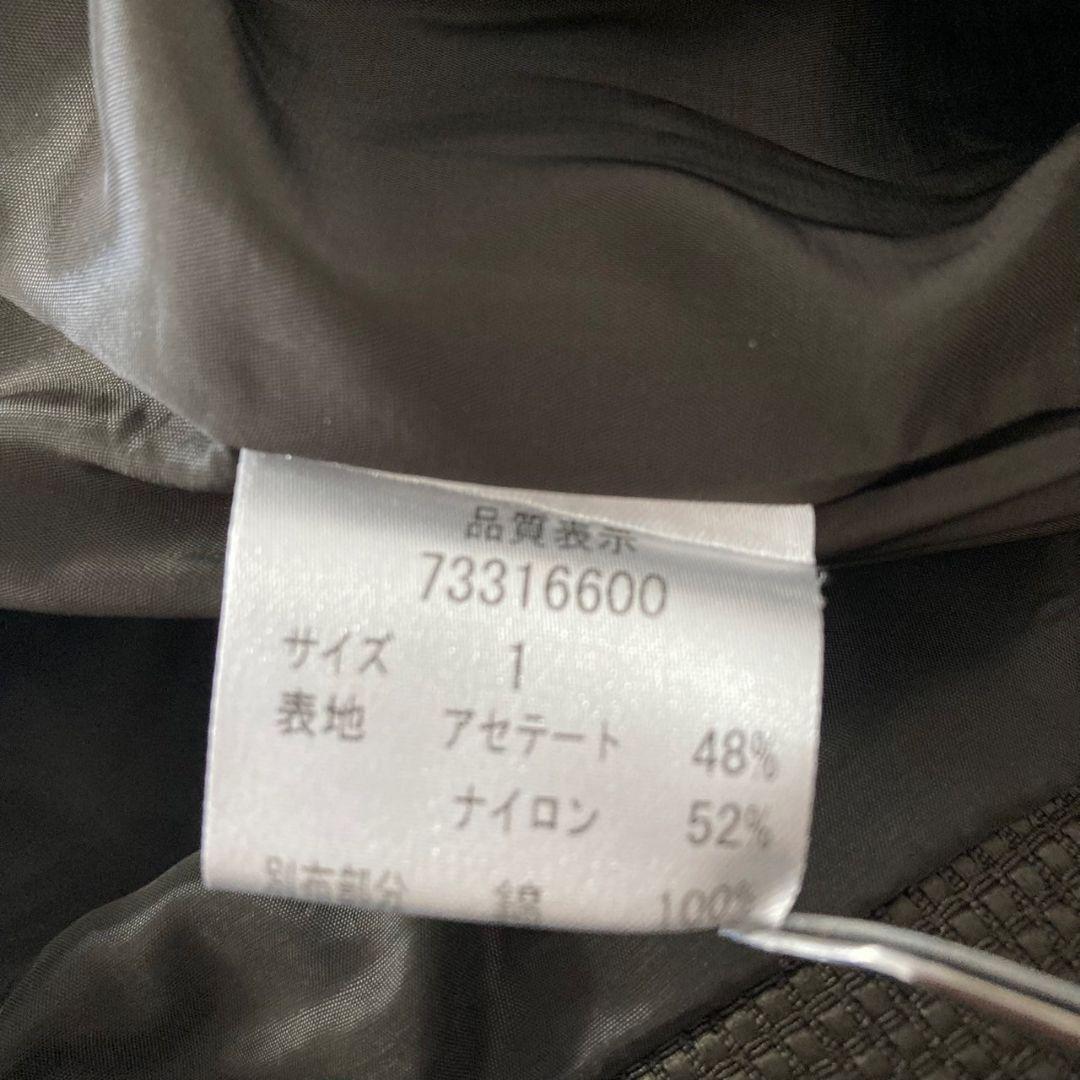 品質表示
73316600
サイズ 1
表地 アセテート 48%
ナイロン 52%
別布部分 綿 100%